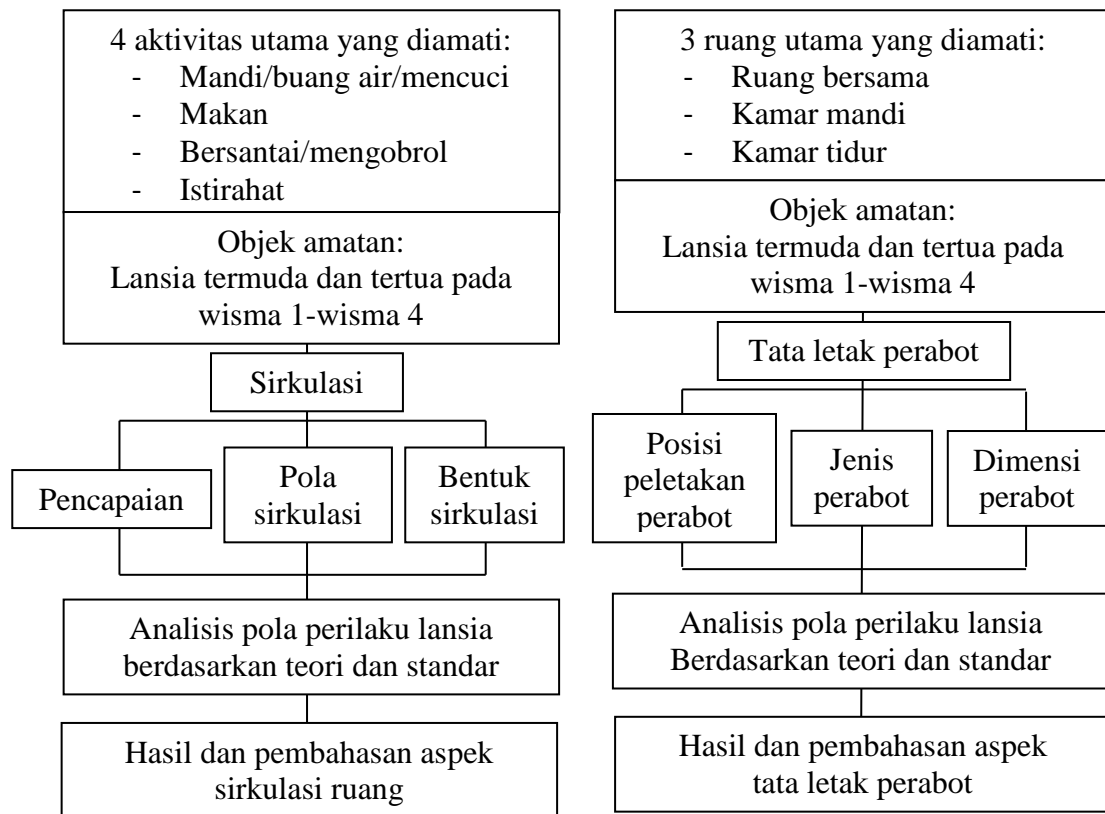 4 aktivitas utama yang diamati:
- Mandi/buang air/mencuci
- Makan
- Bersantai/mengobrol
- Istirahat
Objek amatan:
Lansia termuda dan tertua pada
wisma 1-wisma 4
Sirkulasi
Pencapaian
Pola
sirkulasi
Bentuk
sirkulasi
Analisis pola perilaku lansia
berdasarkan teori dan standar
Hasil dan pembahasan aspek
sirkulasi ruang
3 ruang utama yang diamati:
- Ruang bersama
- Kamar mandi
- Kamar tidur
Objek amatan:
Lansia termuda dan tertua pada
wisma 1-wisma 4
Tata letak perabot
Posisi
peletakan
perabot
Jenis
perabot
Dimensi
perabot
Analisis pola perilaku lansia
Berdasarkan teori dan standar
Hasil dan pembahasan aspek
tata letak perabot